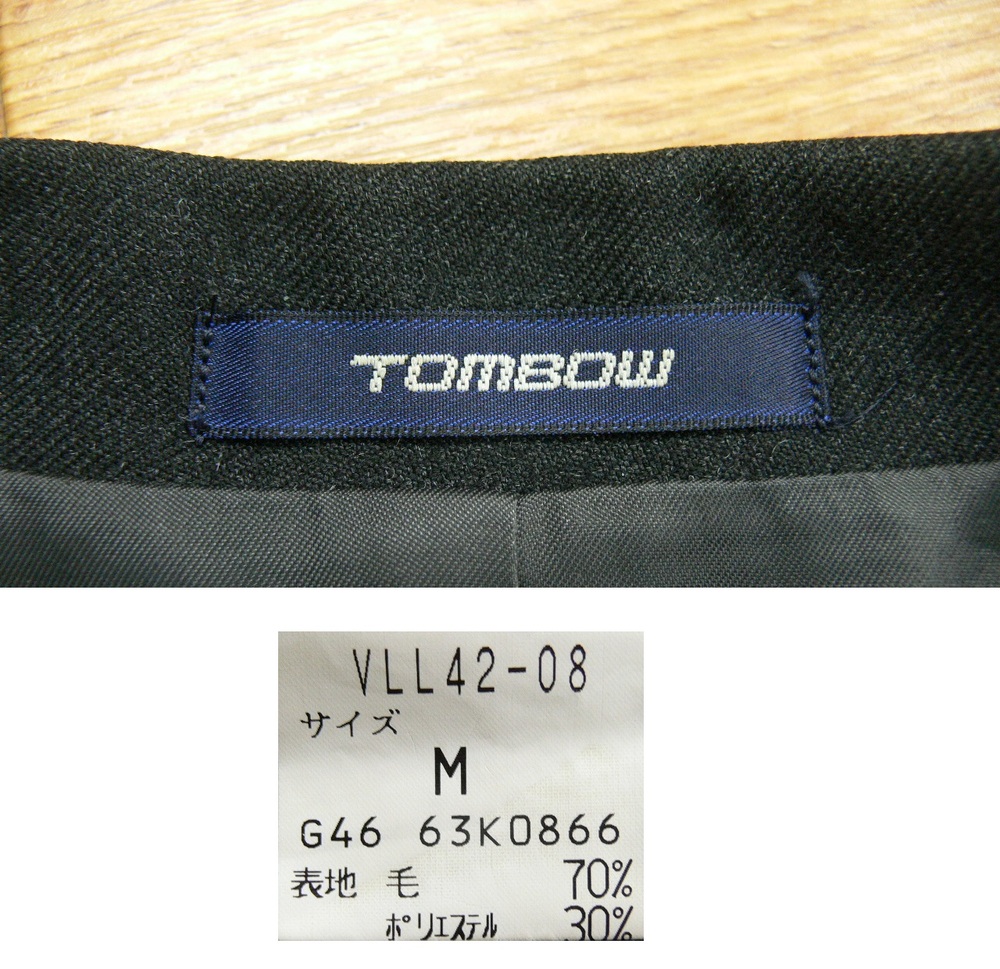 TOMBOW
VLL42-08
サイズ
M
G46 63K0866
表地 毛 70%
ポリエステル 30%